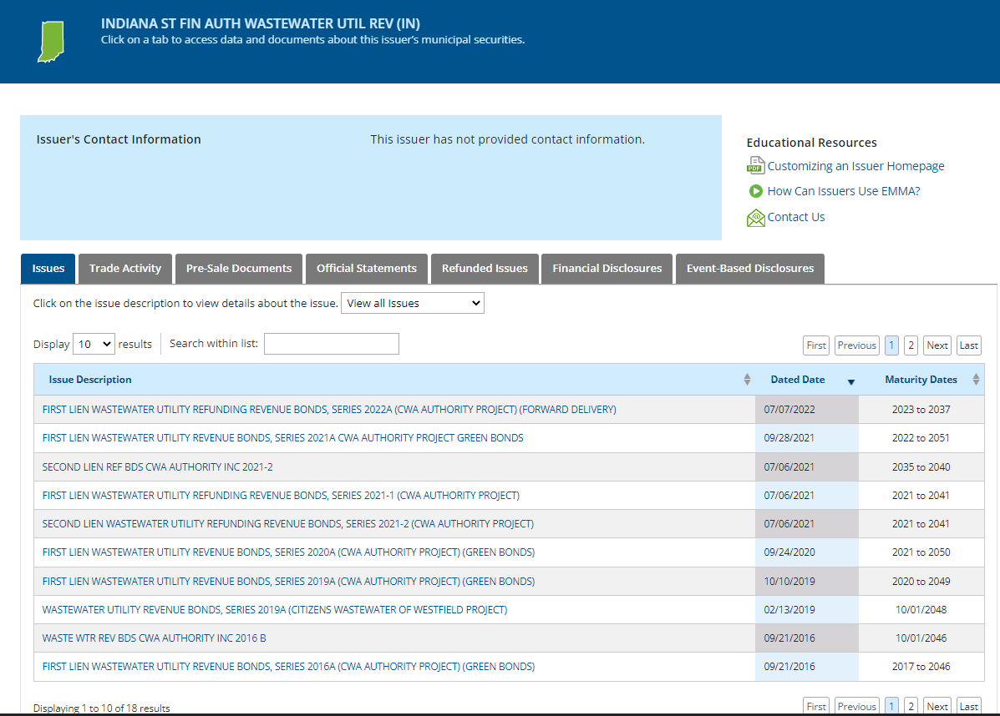 INDIANA ST FIN AUTH WASTEWATER UTIL REV (IN)
Click on a tab to access data and documents about this issuer's municipal securities.
Issuer's Contact Information
This issuer has not provided contact information.
Educational Resources
PDF Customizing an Issuer Homepage
How Can Issuers Use EMMA?
@ Contact Us
Issues Trade Activity Pre-Sale Documents Official Statements Refunded Issues Financial Disclosures Event-Based Disclosures
Click on the issue description to view details about the issue. View all Issues
Display 10 results Search within list: First Previous 1 2 Next Last
Issue Description Dated Date Maturity Dates
FIRST LIEN WASTEWATER UTILITY REFUNDING REVENUE BONDS, SERIES 2022A (CWA AUTHORITY PROJECT) (FORWARD DELIVERY) 07/07/2022 2023 to 2037
FIRST LIEN WASTEWATER UTILITY REVENUE BONDS, SERIES 2021A CWA AUTHORITY PROJECT GREEN BONDS 09/28/2021 2022 to 2051
SECOND LIEN REF BDS CWA AUTHORITY INC 2021-2 07/06/2021 2035 to 2040
FIRST LIEN WASTEWATER UTILITY REFUNDING REVENUE BONDS, SERIES 2021-1 (CWA AUTHORITY PROJECT) 07/06/2021 2021 to 2041
SECOND LIEN WASTEWATER UTILITY REFUNDING REVENUE BONDS, SERIES 2021-2 (CWA AUTHORITY PROJECT) 07/06/2021 2021 to 2041
FIRST LIEN WASTEWATER UTILITY REVENUE BONDS, SERIES 2020A (CWA AUTHORITY PROJECT) (GREEN BONDS) 09/24/2020 2021 to 2050
FIRST LIEN WASTEWATER UTILITY REVENUE BONDS, SERIES 2019A (CWA AUTHORITY PROJECT) (GREEN BONDS) 10/10/2019 2020 to 2049
WASTEWATER UTILITY REVENUE BONDS, SERIES 2019A (CITIZENS WASTEWATER OF WESTFIELD PROJECT) 02/13/2019 10/01/2048
WASTE WTR REV BDS CWA AUTHORITY INC 2016 B 09/21/2016 10/01/2046
FIRST LIEN WASTEWATER UTILITY REVENUE BONDS, SERIES 2016A (CWA AUTHORITY PROJECT) (GREEN BONDS) 09/21/2016 2017 to 2046
Displaying 1 to 10 of 18 results First Previous 1 2 Next Last